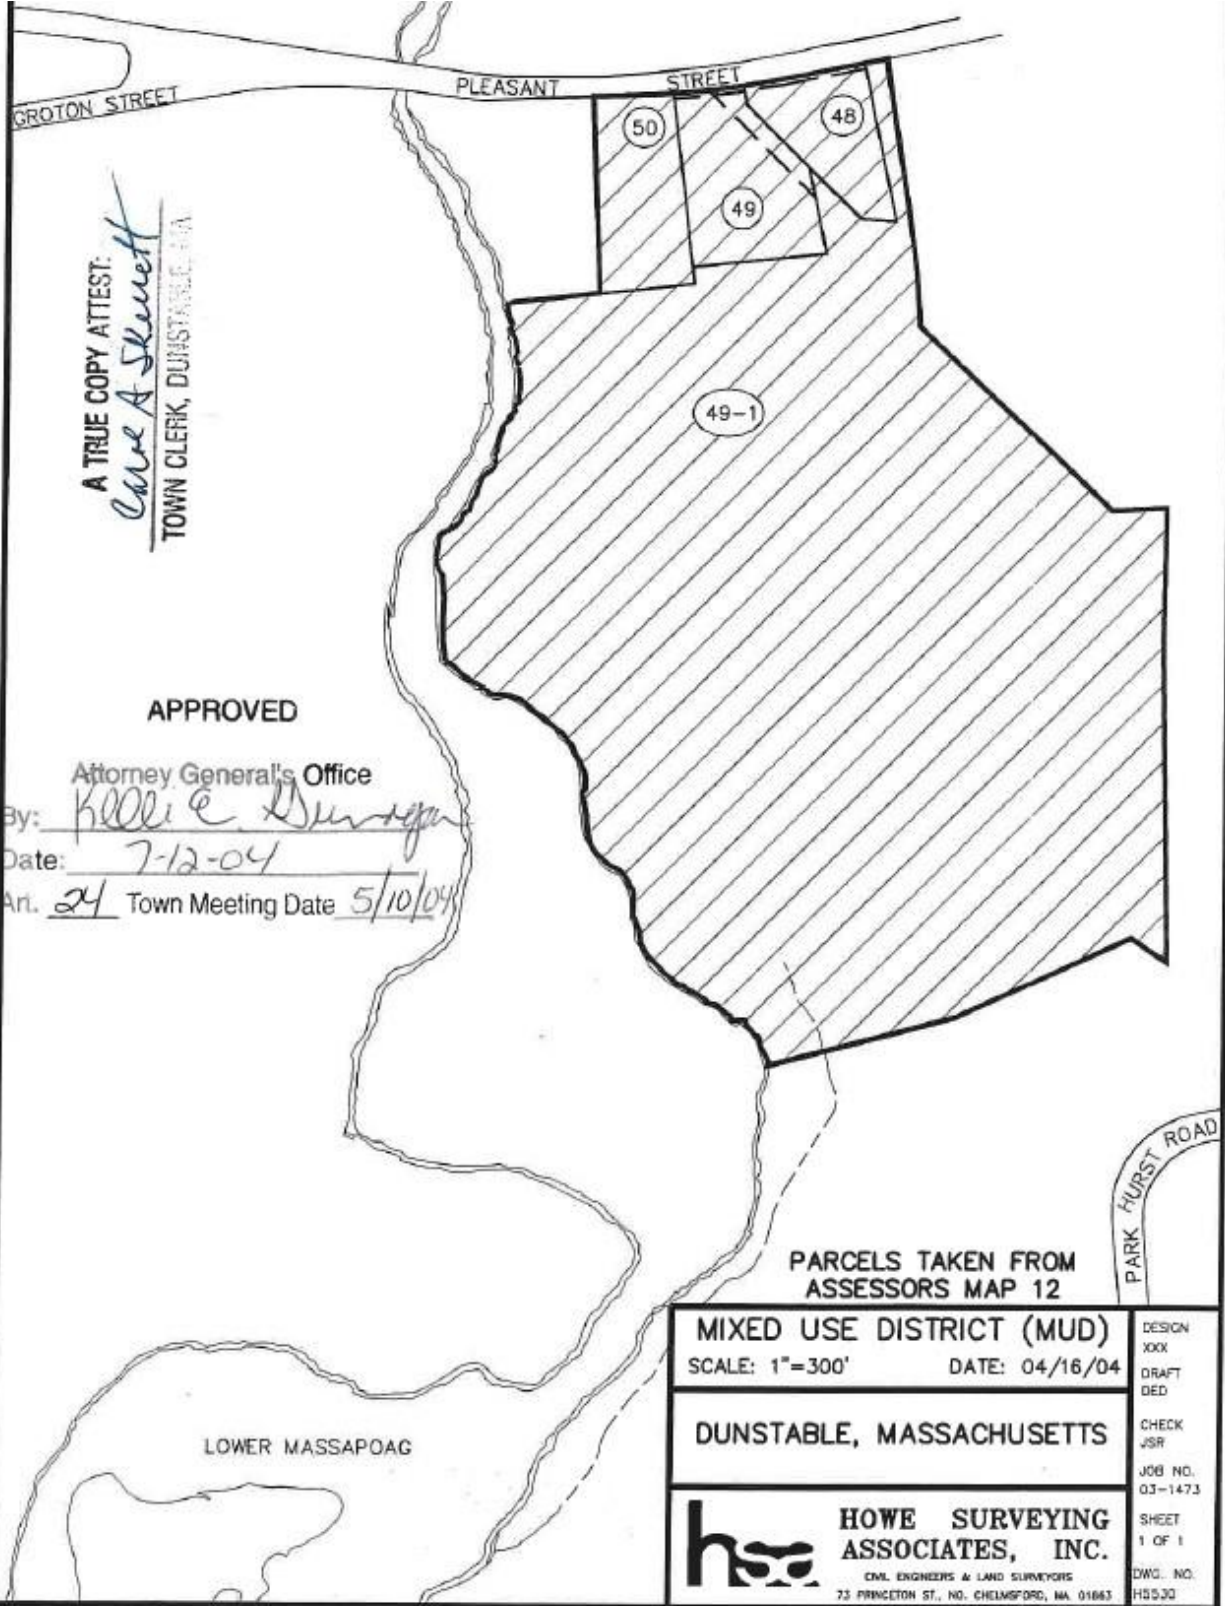 PLEASANT STREET
GROTON STREET
50
48
49
49-1
A TRUE COPY ATTEST:
TOWN CLERK, DUNSTABLE, MA
APPROVED
Attorney General's Office
By:
Date: 7-12-04
Art. 24 Town Meeting Date 5/10/04
PARK HURST ROAD
LOWER MASSAPOAG
PARCELS TAKEN FROM
ASSESSORS MAP 12
MIXED USE DISTRICT (MUD)
SCALE: 1"=300' DATE: 04/16/04
DUNSTABLE, MASSACHUSETTS
hsa
HOWE SURVEYING
ASSOCIATES, INC.
CIVIL ENGINEERS & LAND SURVEYORS
73 PRINCETON ST., NO. CHELMSFORD, MA. 01863
DESIGN
XXX
DRAFT
DED
CHECK
JSR
JOB NO.
03-1473
SHEET
1 OF 1
DWG. NO.
H5530